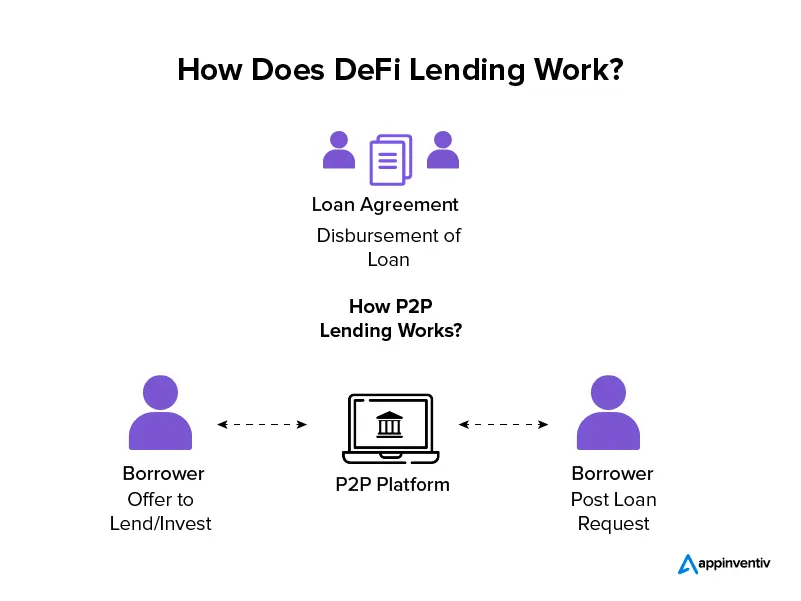 How Does DeFi Lending Work?
Loan Agreement
Disbursement of
Loan
How P2P
Lending Works?
Borrower
Offer to
Lend/Invest
P2P Platform
Borrower
Post Loan
Request
appinventiv